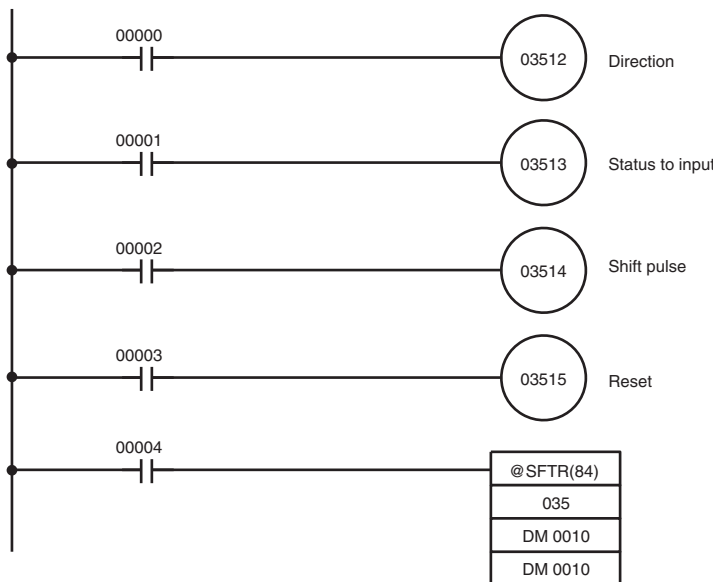 00000
03512 Direction
00001
03513 Status to input
00002
03514 Shift pulse
00003
03515 Reset
00004
@SFTR(84)
035
DM 0010
DM 0010